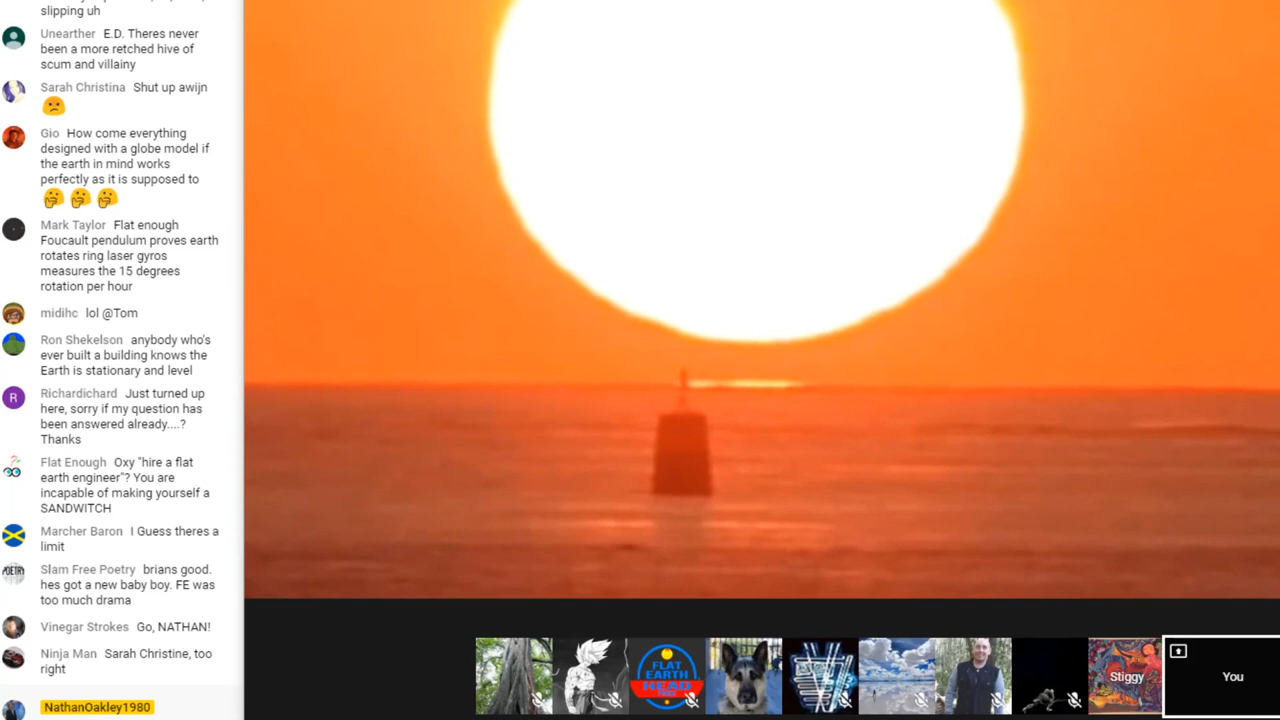 slipping uh
Unearther E.D. Theres never
been a more retched hive of
scum and villainy
Sarah Christina Shut up awijn
Gio How come everything
designed with a globe model if
the earth in mind works
perfectly as it is supposed to
Mark Taylor Flat enough
Foucault pendulum proves earth
rotates ring laser gyros
measures the 15 degrees
rotation per hour
midihc lol @Tom
Ron Shekelson anybody who's
ever built a building knows the
Earth is stationary and level
R
Richardichard Just turned up
here, sorry if my question has
been answered already....?
Thanks
Flat Enough Oxy "hire a flat
earth engineer"? You are
incapable of making yourself a
SANDWITCH
Marcher Baron I Guess theres a
limit
POETRY
Slam Free Poetry brians good.
hes got a new baby boy. FE was
too much drama
Vinegar Strokes Go, NATHAN!
Ninja Man Sarah Christine, too
right
NathanOakley1980
FLAT
EARTH
HEAD
Stiggy
You